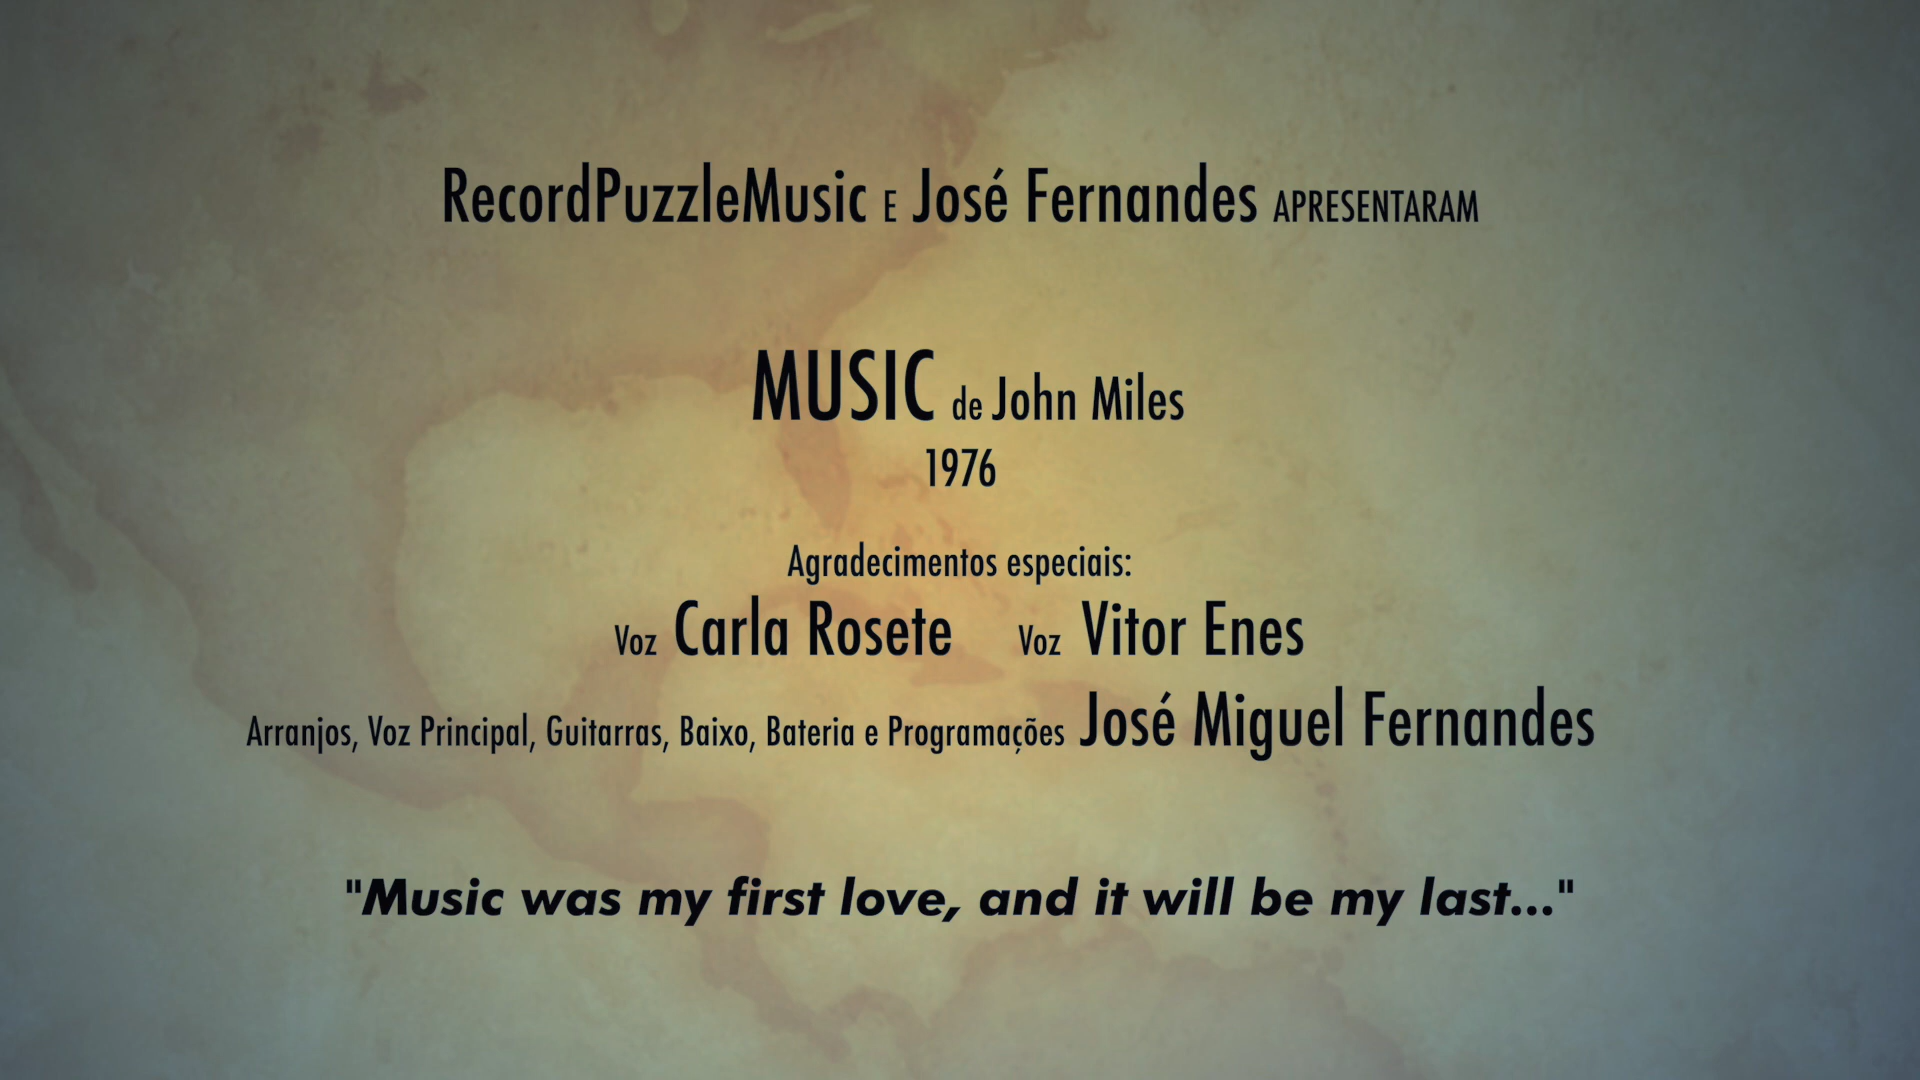 RecordPuzzleMusic E José Fernandes APRESENTARAM
MUSIC de John Miles
1976
Agradecimentos especiais:
Voz Carla Rosete Voz Vitor Enes
Arranjos, Voz Principal, Guitarras, Baixo, Bateria e Programações José Miguel Fernandes
"Music was my first love, and it will be my last..."